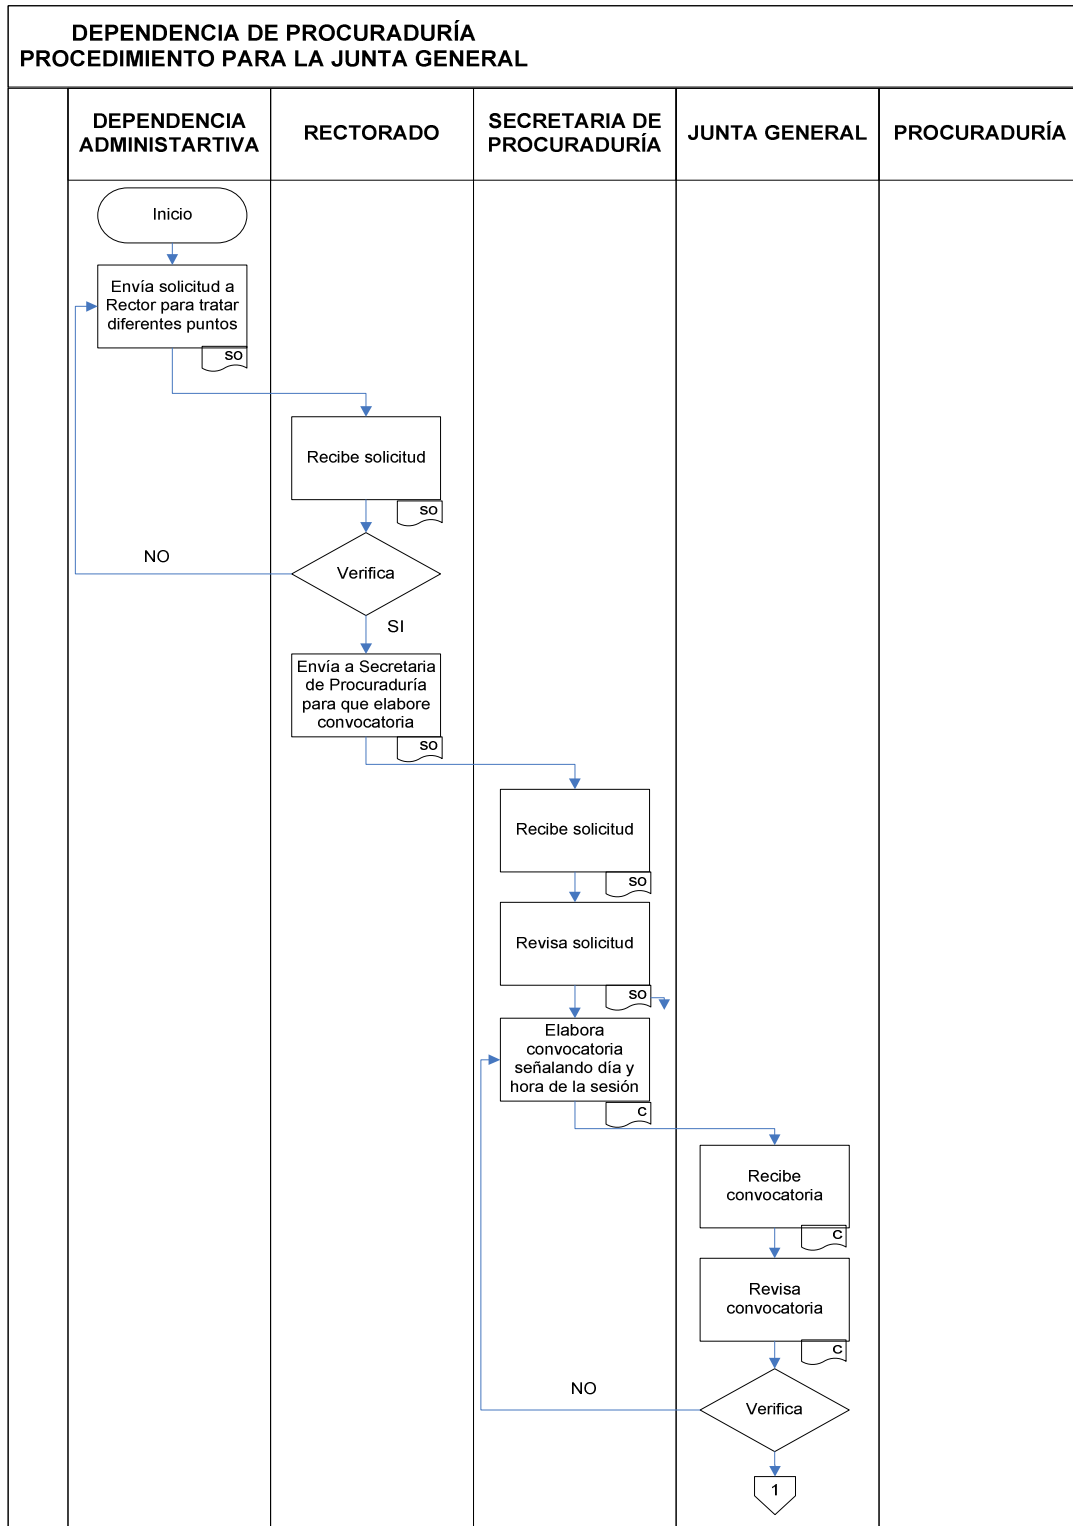 DEPENDENCIA DE PROCURADURÍA
PROCEDIMIENTO PARA LA JUNTA GENERAL
DEPENDENCIA
ADMINISTARTIVA
RECTORADO
SECRETARIA DE
PROCURADURÍA
JUNTA GENERAL
PROCURADURÍA
Inicio
Envía solicitud a
Rector para tratar
diferentes puntos
SO
Recibe solicitud
SO
NO
Verifica
SI
Envía a Secretaria
de Procuraduría
para que elabore
convocatoria
SO
Recibe solicitud
SO
Revisa solicitud
SO
Elabora
convocatoria
señalando día y
hora de la sesión
C
Recibe
convocatoria
C
Revisa
convocatoria
C
NO
Verifica
1